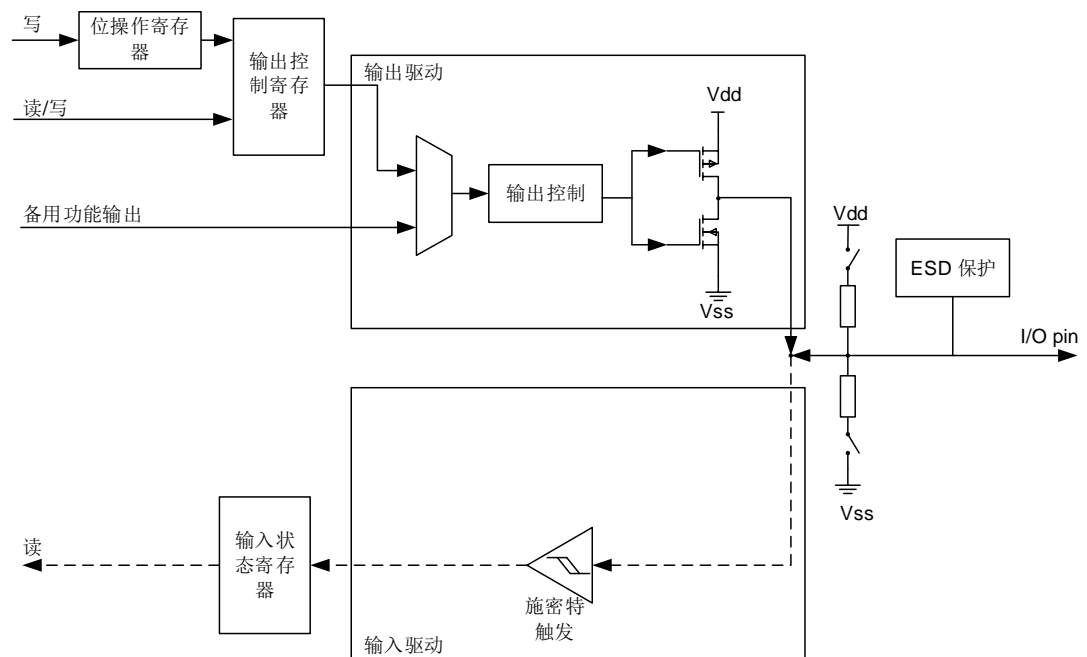 写
位操作寄存
器
输出控
制寄存
器
读/写
备用功能输出
输出驱动
Vdd
输出控制
Vss
Vdd
ESD 保护
I/O pin
Vss
读
输入状
态寄存
器
施密特
触发
输入驱动